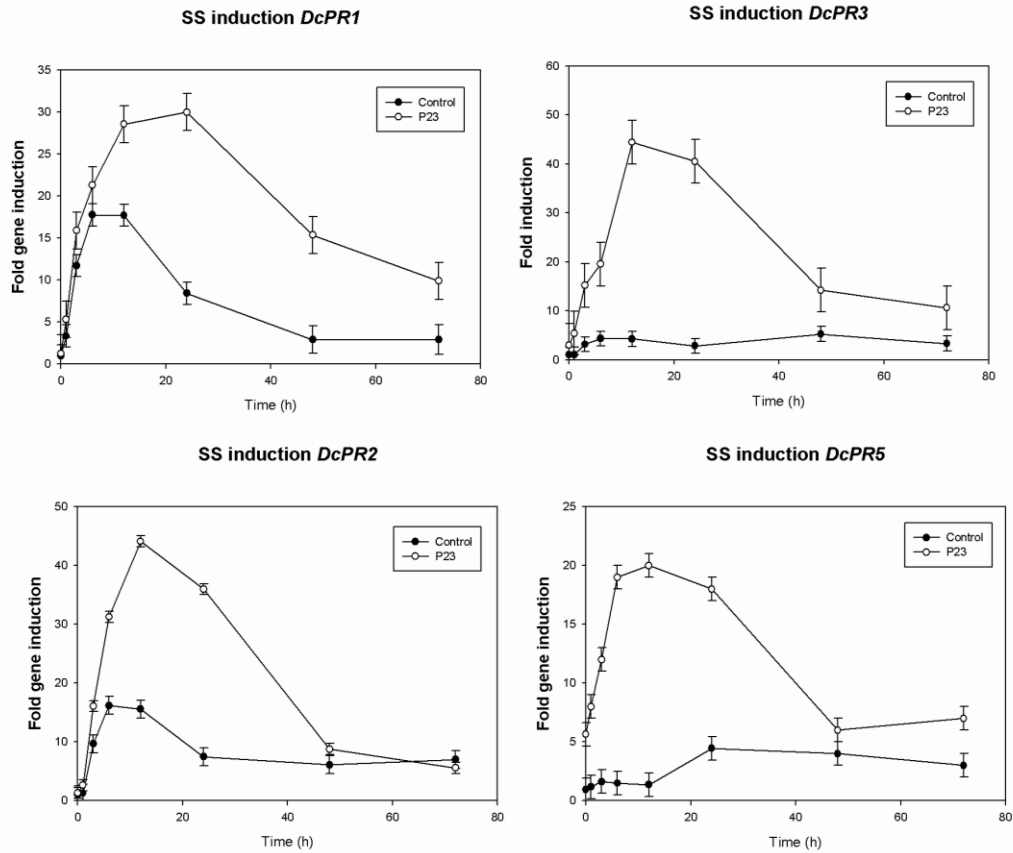 SS induction DcPR1
35
30
25
20
15
10
5
0
Fold gene induction
Control
P23
0 20 40 60 80
Time (h)
SS induction DcPR3
60
50
40
30
20
10
0
Fold induction
Control
P23
0 20 40 60 80
Time (h)
SS induction DcPR2
50
40
30
20
10
0
Fold gene induction
Control
P23
0 20 40 60 80
Time (h)
SS induction DcPR5
25
20
15
10
5
0
Fold gene induction
Control
P23
0 20 40 60 80
Time (h)